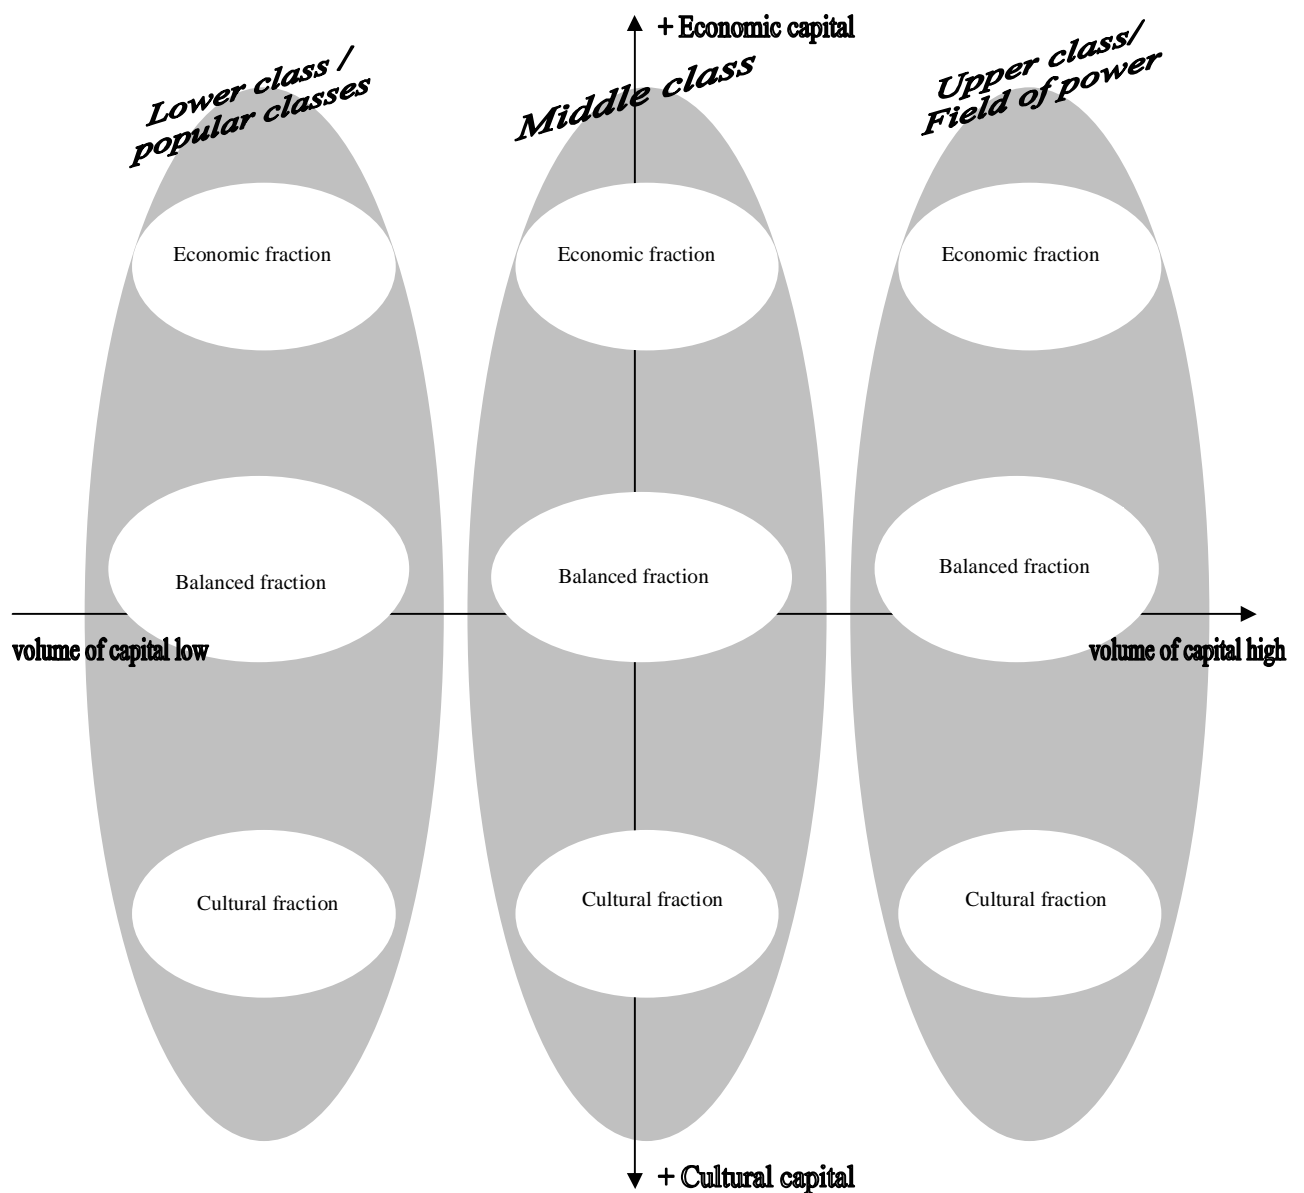 + Economic capital
Lower class /
popular classes
Middle class
Upper class/
Field of power
Economic fraction
Economic fraction
Economic fraction
Balanced fraction
Balanced fraction
Balanced fraction
volume of capital low
volume of capital high
Cultural fraction
Cultural fraction
Cultural fraction
+ Cultural capital